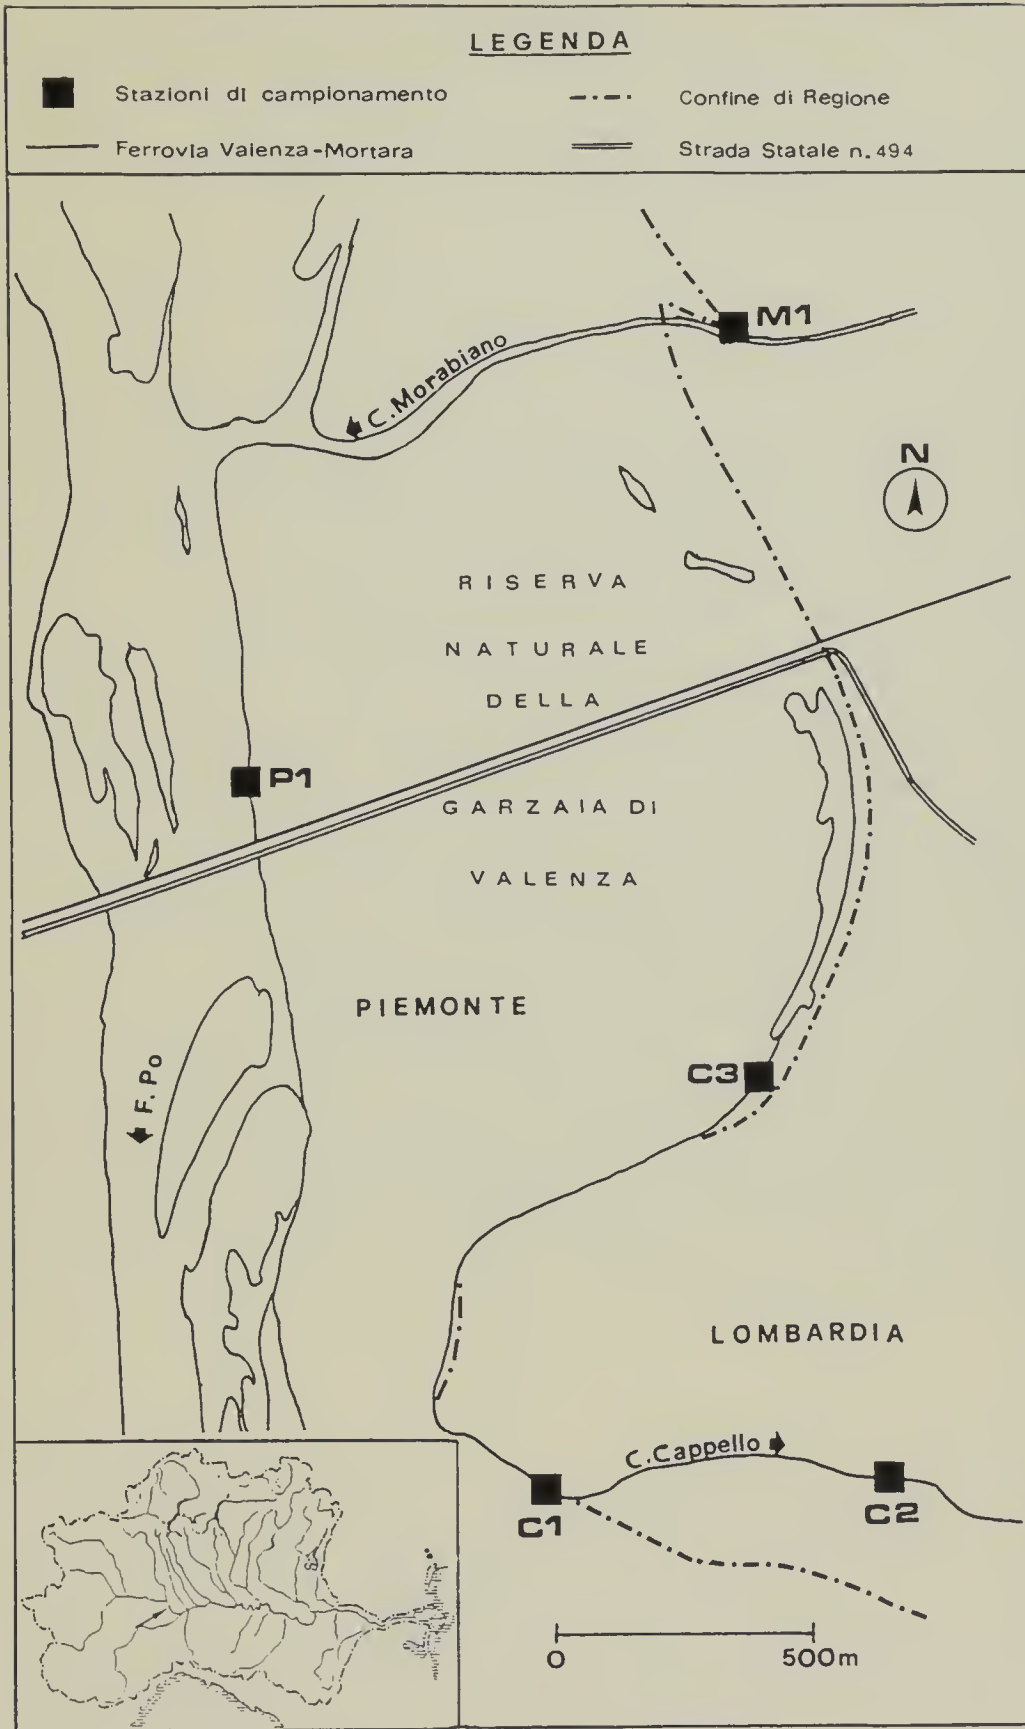 LEGENDA
Stazioni di campionamento
Confine di Regione
Ferrovia Valenza-Mortara
Strada Statale n. 494
M1
C. Morabiano
N
RISERVA
NATURALE
DELLA
P1
GARZAIA DI
VALENZA
PIEMONTE
F. Po
C3
LOMBARDIA
C. Cappello
C1
C2
0
500m